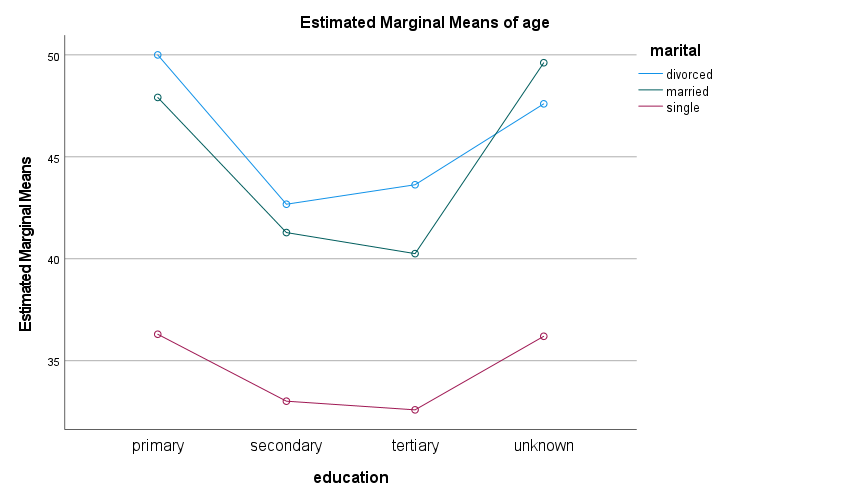 Estimated Marginal Means of age
marital
divorced
married
single
Estimated Marginal Means
50
45
40
35
primary
secondary
tertiary
unknown
education